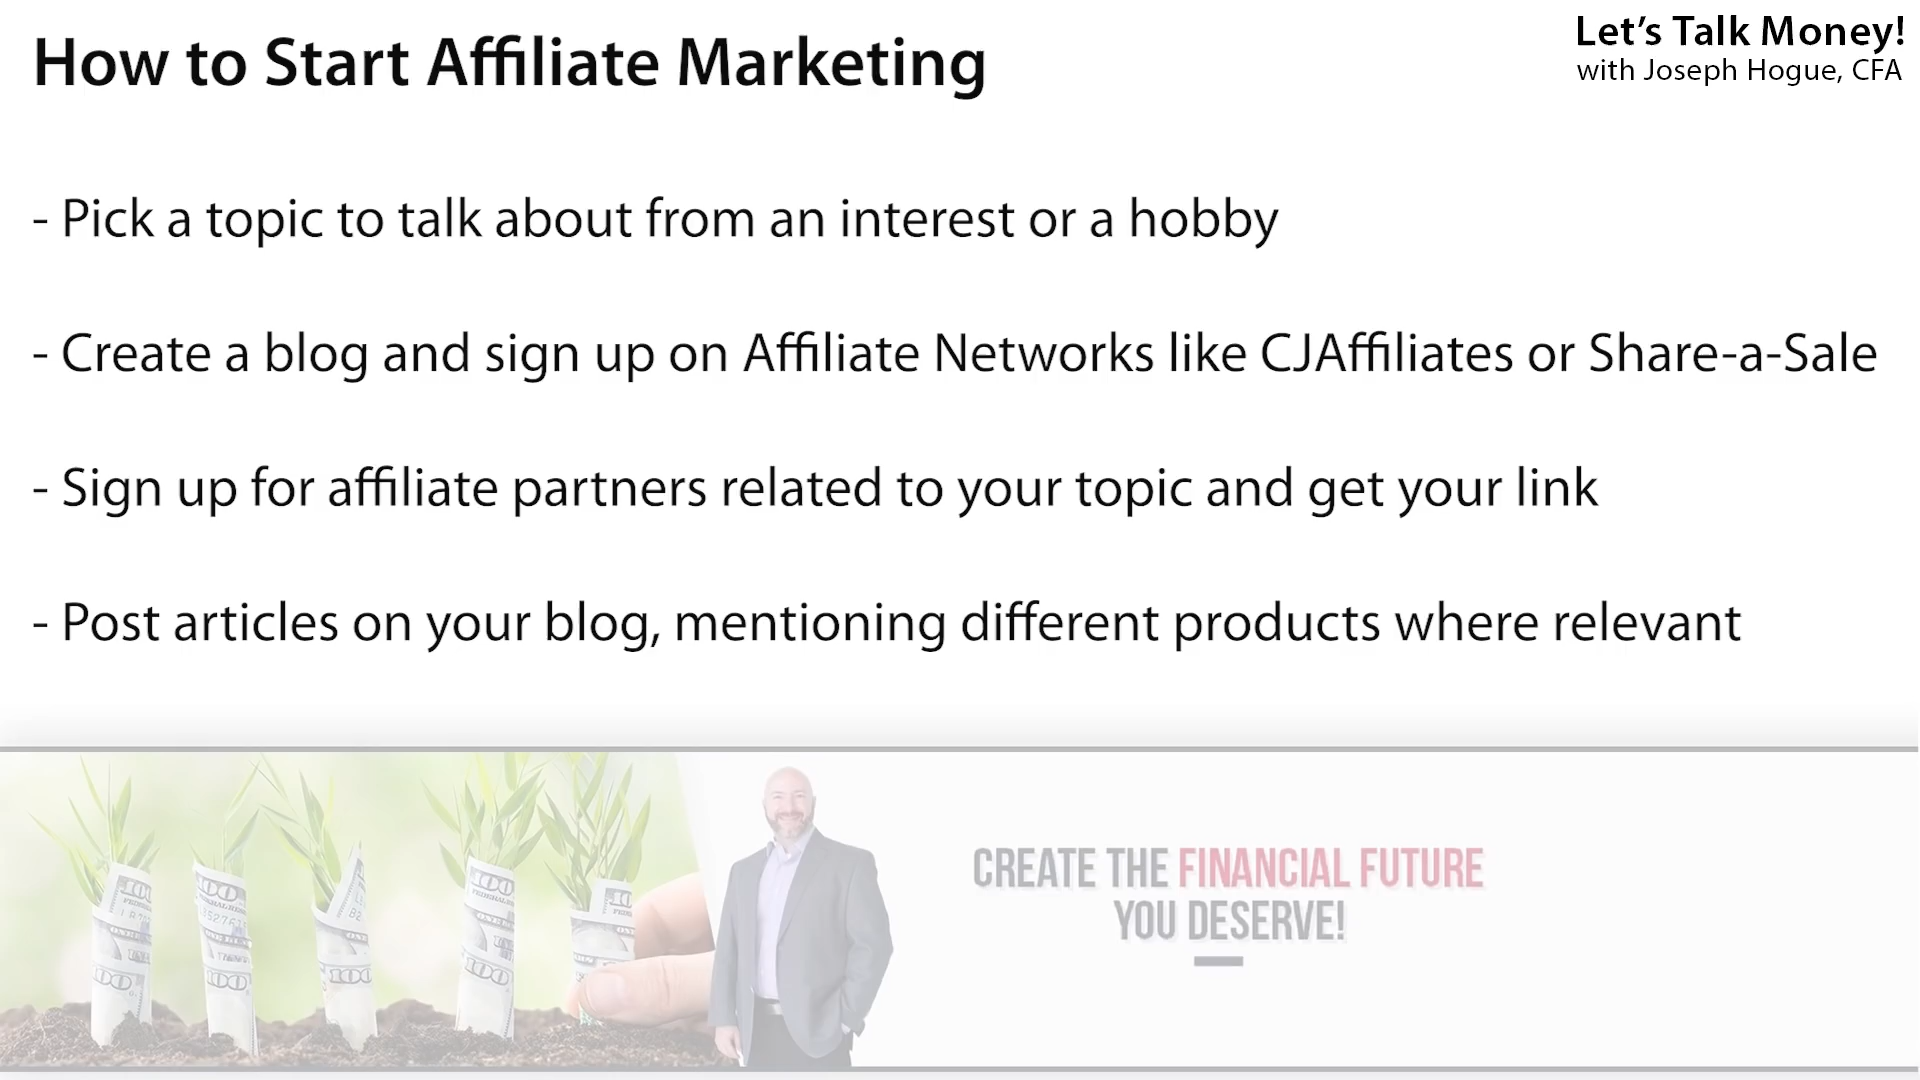 How to Start Affiliate Marketing
Let's Talk Money!
with Joseph Hogue, CFA
- Pick a topic to talk about from an interest or a hobby
- Create a blog and sign up on Affiliate Networks like CJAffiliates or Share-a-Sale
- Sign up for affiliate partners related to your topic and get your link
- Post articles on your blog, mentioning different products where relevant
CREATE THE FINANCIAL FUTURE
YOU DESERVE!